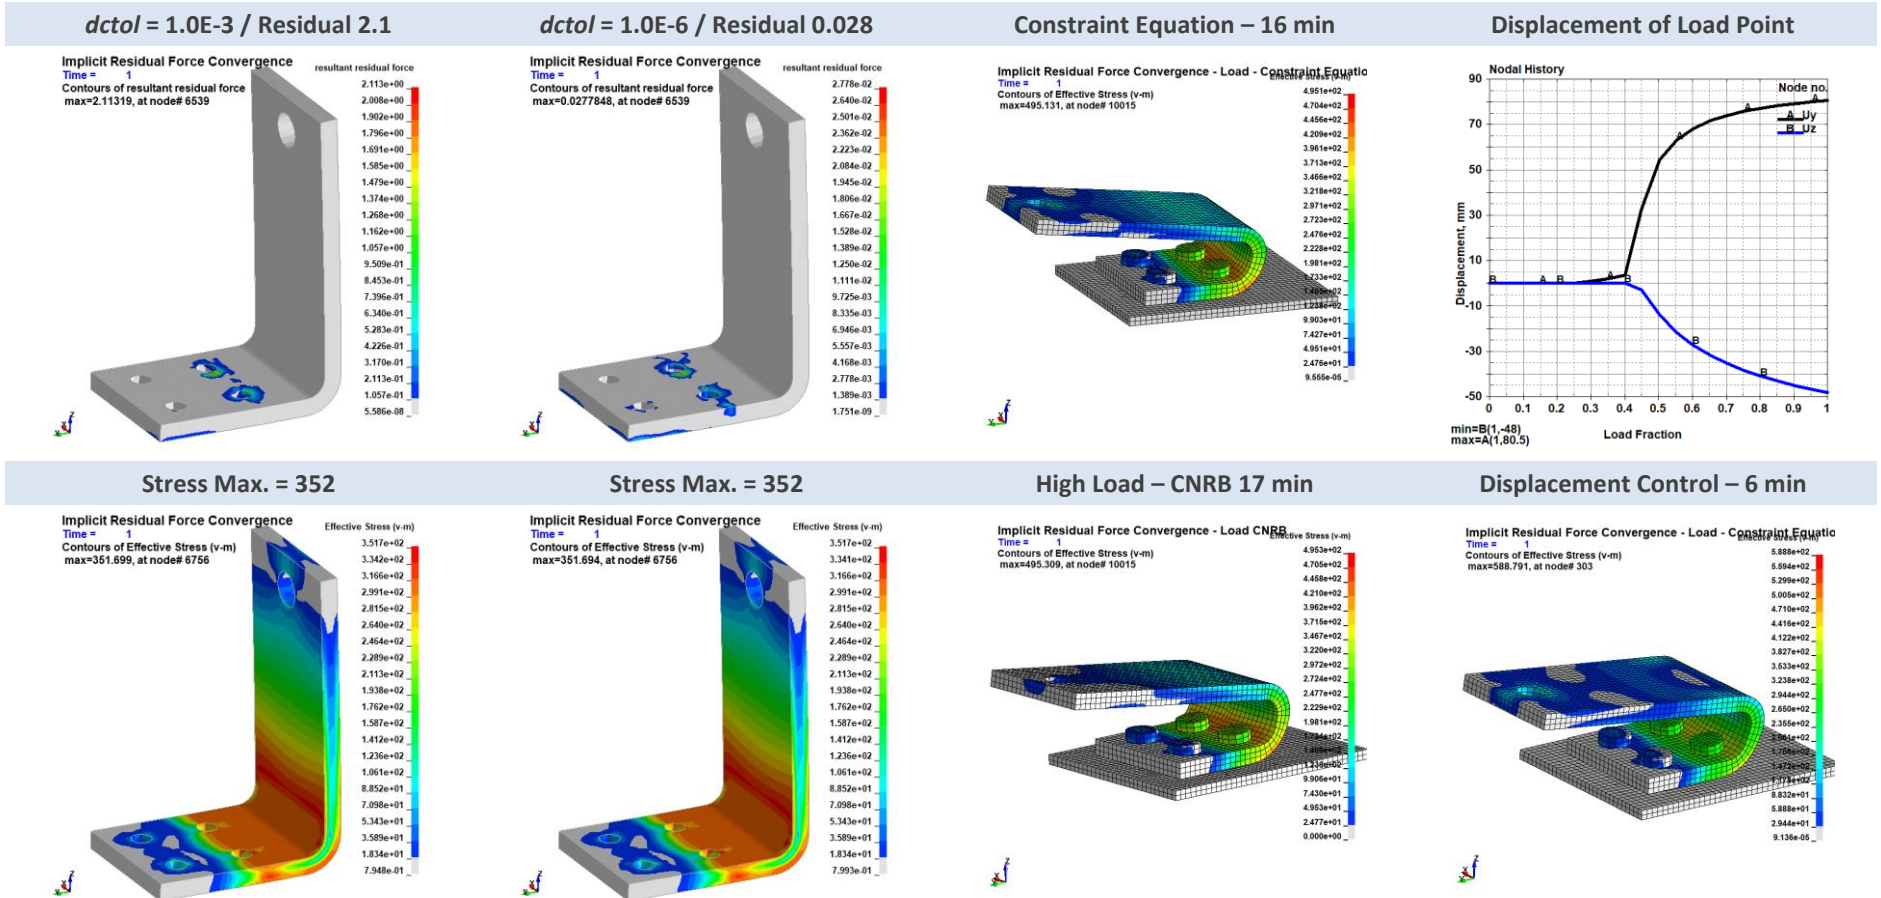 dctol = 1.0E-3 / Residual 2.1
Implicit Residual Force Convergence
Time = 1
Contours of resultant residual force
max=2.11319, at node# 6539
resultant residual force
2.113e+00
2.008e+00
1.902e+00
1.796e+00
1.691e+00
1.585e+00
1.479e+00
1.374e+00
1.268e+00
1.162e+00
1.057e+00
9.509e-01
8.453e-01
7.396e-01
6.340e-01
5.283e-01
4.226e-01
3.170e-01
2.113e-01
1.057e-01
5.586e-08
dctol = 1.0E-6 / Residual 0.028
Implicit Residual Force Convergence
Time = 1
Contours of resultant residual force
max=0.0277848, at node# 6539
resultant residual force
2.778e-02
2.640e-02
2.501e-02
2.362e-02
2.223e-02
2.084e-02
1.945e-02
1.806e-02
1.667e-02
1.528e-02
1.389e-02
1.250e-02
1.111e-02
9.725e-03
8.335e-03
6.946e-03
5.557e-03
4.168e-03
2.778e-03
1.389e-03
1.751e-09
Constraint Equation – 16 min
Implicit Residual Force Convergence - Load - Constraint Equatio
Time = 1
Contours of Effective Stress (v-m)
max=495.131, at node# 10015
Effective Stress (v-m)
4.951e+02
4.704e+02
4.456e+02
4.209e+02
3.961e+02
3.713e+02
3.466e+02
3.218e+02
2.971e+02
2.723e+02
2.476e+02
2.228e+02
1.981e+02
1.733e+02
9.903e+01
7.427e+01
4.951e+01
2.476e+01
9.555e-05
Displacement of Load Point
Nodal History
Node no.
A Uy
B Uz
Displacement, mm
90
70
50
30
10
-10
-30
-50
0 0.1 0.2 0.3 0.4 0.5 0.6 0.7 0.8 0.9 1
min=B(1,-48)
max=A(1,80.5)
Load Fraction
Stress Max. = 352
Implicit Residual Force Convergence
Time = 1
Contours of Effective Stress (v-m)
max=351.699, at node# 6756
Effective Stress (v-m)
3.517e+02
3.342e+02
3.166e+02
2.991e+02
2.815e+02
2.640e+02
2.464e+02
2.289e+02
2.113e+02
1.938e+02
1.762e+02
1.587e+02
1.412e+02
1.236e+02
1.061e+02
8.852e+01
7.098e+01
5.343e+01
3.589e+01
1.834e+01
7.948e-01
Stress Max. = 352
Implicit Residual Force Convergence
Time = 1
Contours of Effective Stress (v-m)
max=351.694, at node# 6756
Effective Stress (v-m)
3.517e+02
3.341e+02
3.166e+02
2.991e+02
2.815e+02
2.640e+02
2.464e+02
2.289e+02
2.113e+02
1.938e+02
1.762e+02
1.587e+02
1.412e+02
1.236e+02
1.061e+02
8.852e+01
7.098e+01
5.343e+01
3.589e+01
1.834e+01
7.993e-01
High Load – CNRB 17 min
Implicit Residual Force Convergence - Load CNRB
Time = 1
Contours of Effective Stress (v-m)
max=495.309, at node# 10015
Effective Stress (v-m)
4.953e+02
4.705e+02
4.458e+02
4.210e+02
3.962e+02
3.715e+02
3.467e+02
3.220e+02
2.972e+02
2.724e+02
2.477e+02
2.229e+02
1.981e+02
9.906e+01
7.430e+01
4.953e+01
2.477e+01
0.000e+00
Displacement Control – 6 min
Implicit Residual Force Convergence - Load - Constraint Equatio
Time = 1
Contours of Effective Stress (v-m)
max=588.791, at node# 303
5.888e+02
5.594e+02
5.005e+02
4.710e+02
4.416e+02
4.122e+02
3.827e+02
3.533e+02
3.238e+02
2.944e+02
2.650e+02
2.355e+02
8.832e+01
5.888e+01
2.944e+01
9.136e-05